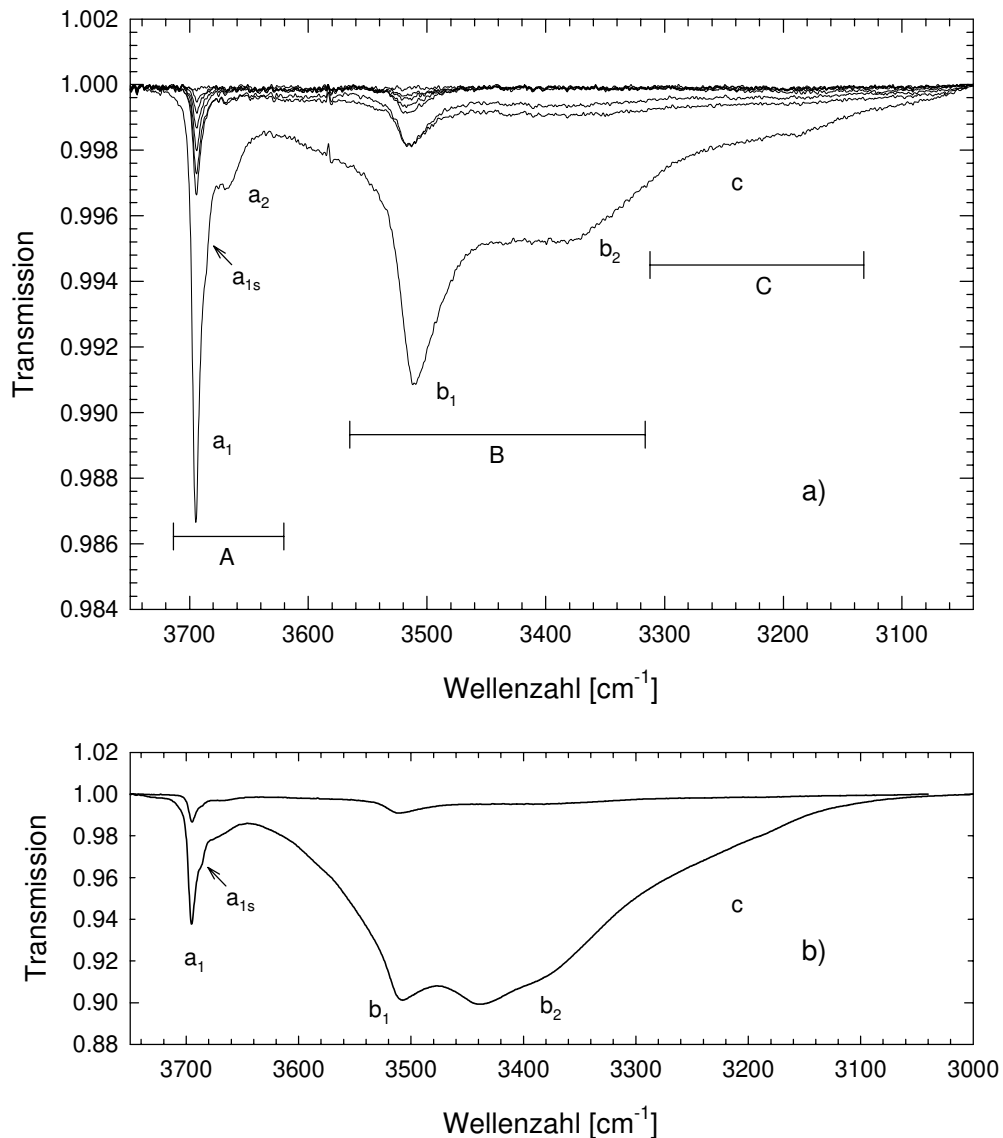 1.002
1.000
0.998
0.996
0.994
0.992
0.990
0.988
0.986
0.984
Transmission
a₂
a₁ₛ
a₁
A
b₁
B
b₂
c
C
a)
3700 3600 3500 3400 3300 3200 3100
Wellenzahl [cm⁻¹]
1.02
1.00
0.98
0.96
0.94
0.92
0.90
0.88
Transmission
a₁ₛ
a₁
b₁
b₂
c
b)
3700 3600 3500 3400 3300 3200 3100 3000
Wellenzahl [cm⁻¹]